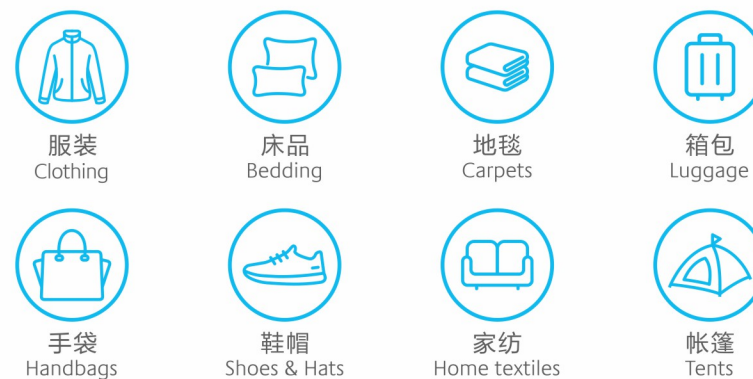 服装
Clothing
床品
Bedding
地毯
Carpets
箱包
Luggage
手袋
Handbags
鞋帽
Shoes & Hats
家纺
Home textiles
帐篷
Tents